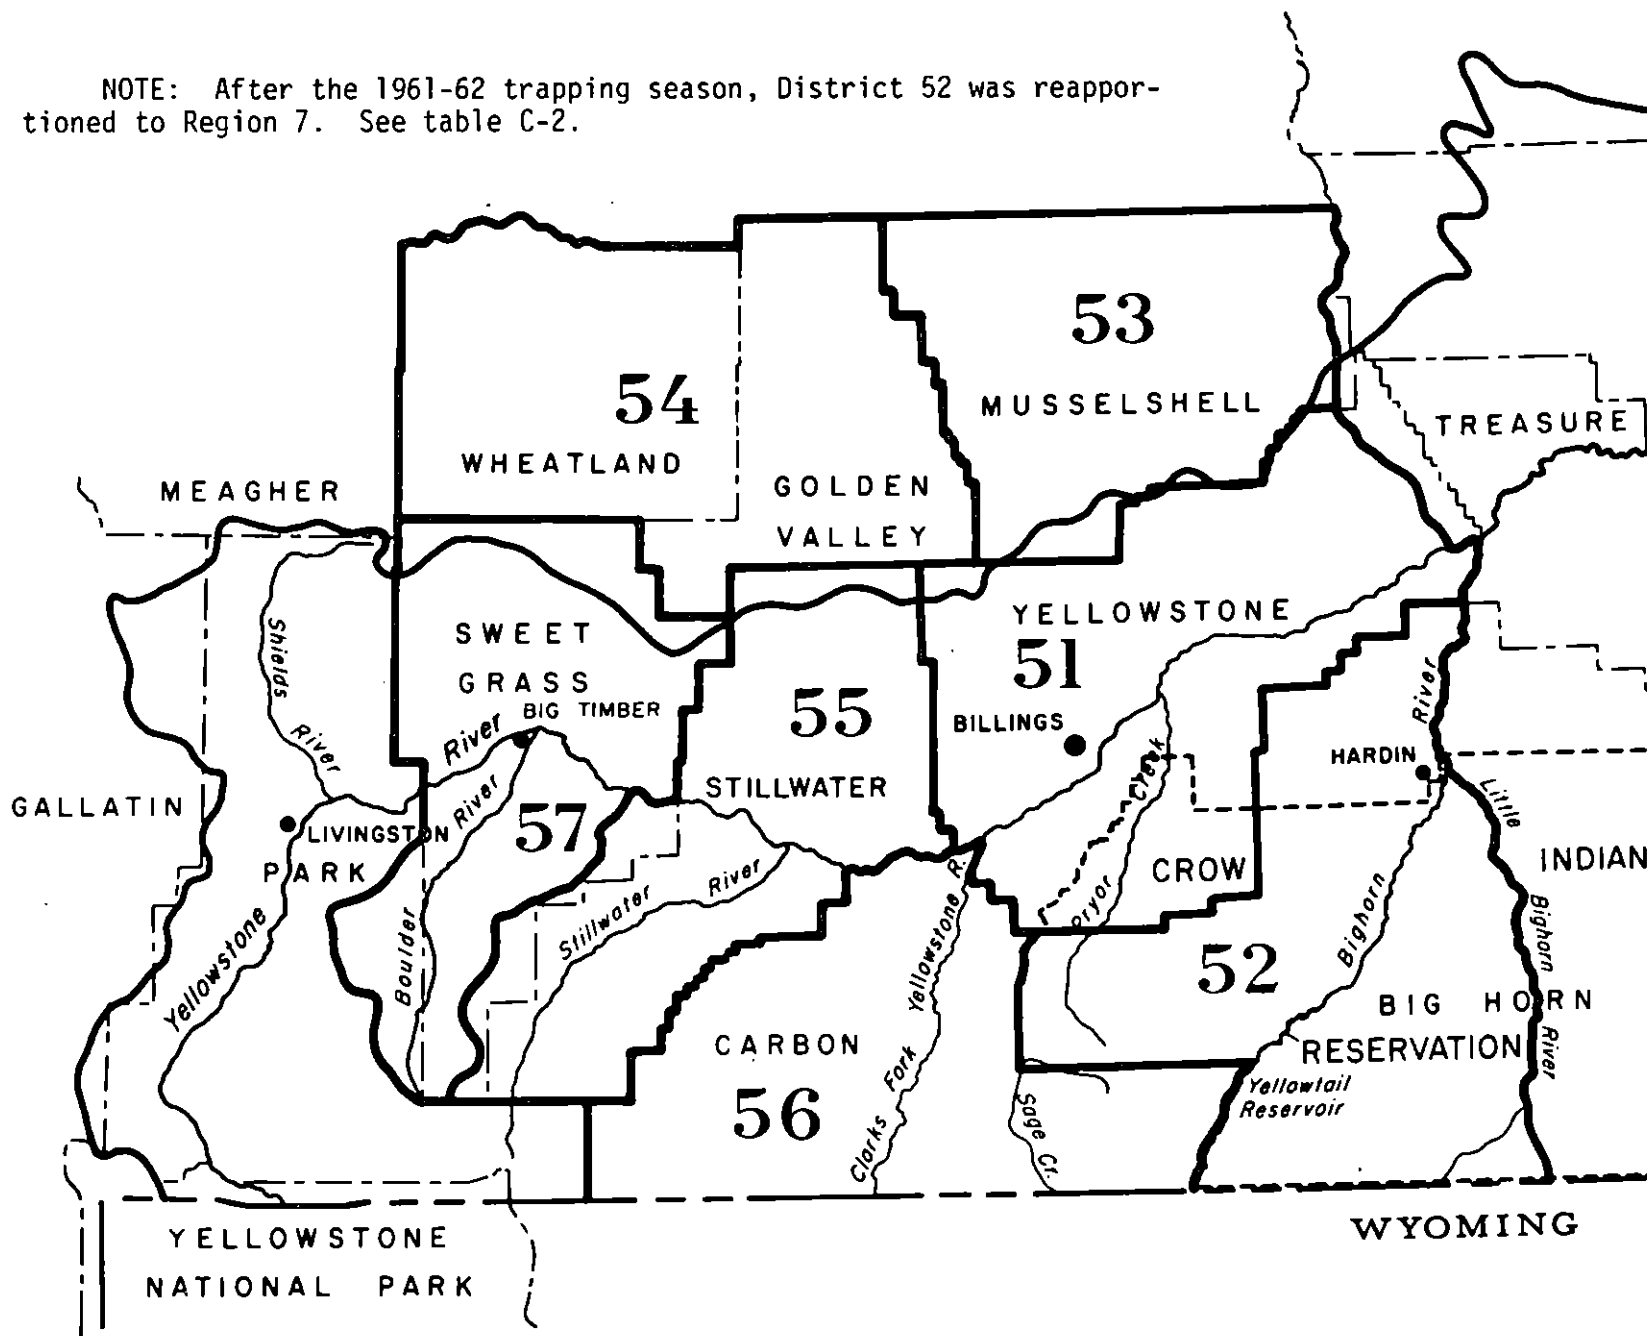 NOTE: After the 1961-62 trapping season, District 52 was reappor-
tioned to Region 7. See table C-2.
53
MUSSELSHELL
54
WHEATLAND
TREASURE
MEAGHER
GOLDEN
VALLEY
SWEET
GRASS
BIG TIMBER
YELLOWSTONE
51
BILLINGS
55
STILLWATER
Shields
River
River
River
River
HARDIN
Little
GALLATIN
LIVINGSTON
PARK
57
CROW
INDIAN
Yellowstone
Boulder
Stillwater
River
Yellowstone R.
Creek
Pryor
Bighorn
Bighorn
52
BIG HORN
RESERVATION
River
CARBON
56
Clarks Fork
Sage Cr.
Yellowtail
Reservoir
WYOMING
YELLOWSTONE
NATIONAL PARK